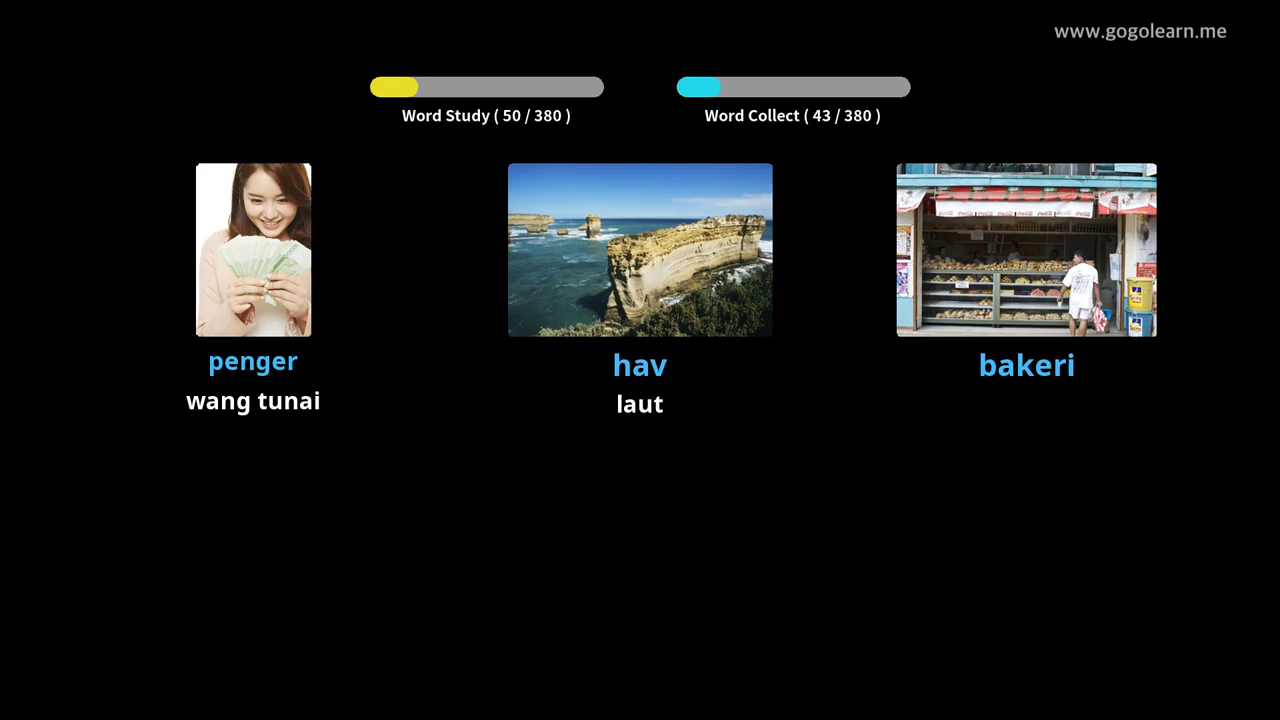 www.gogolearn.me
Word Study ( 50 / 380 )
Word Collect ( 43 / 380 )
penger
hav
bakeri
wang tunai
laut